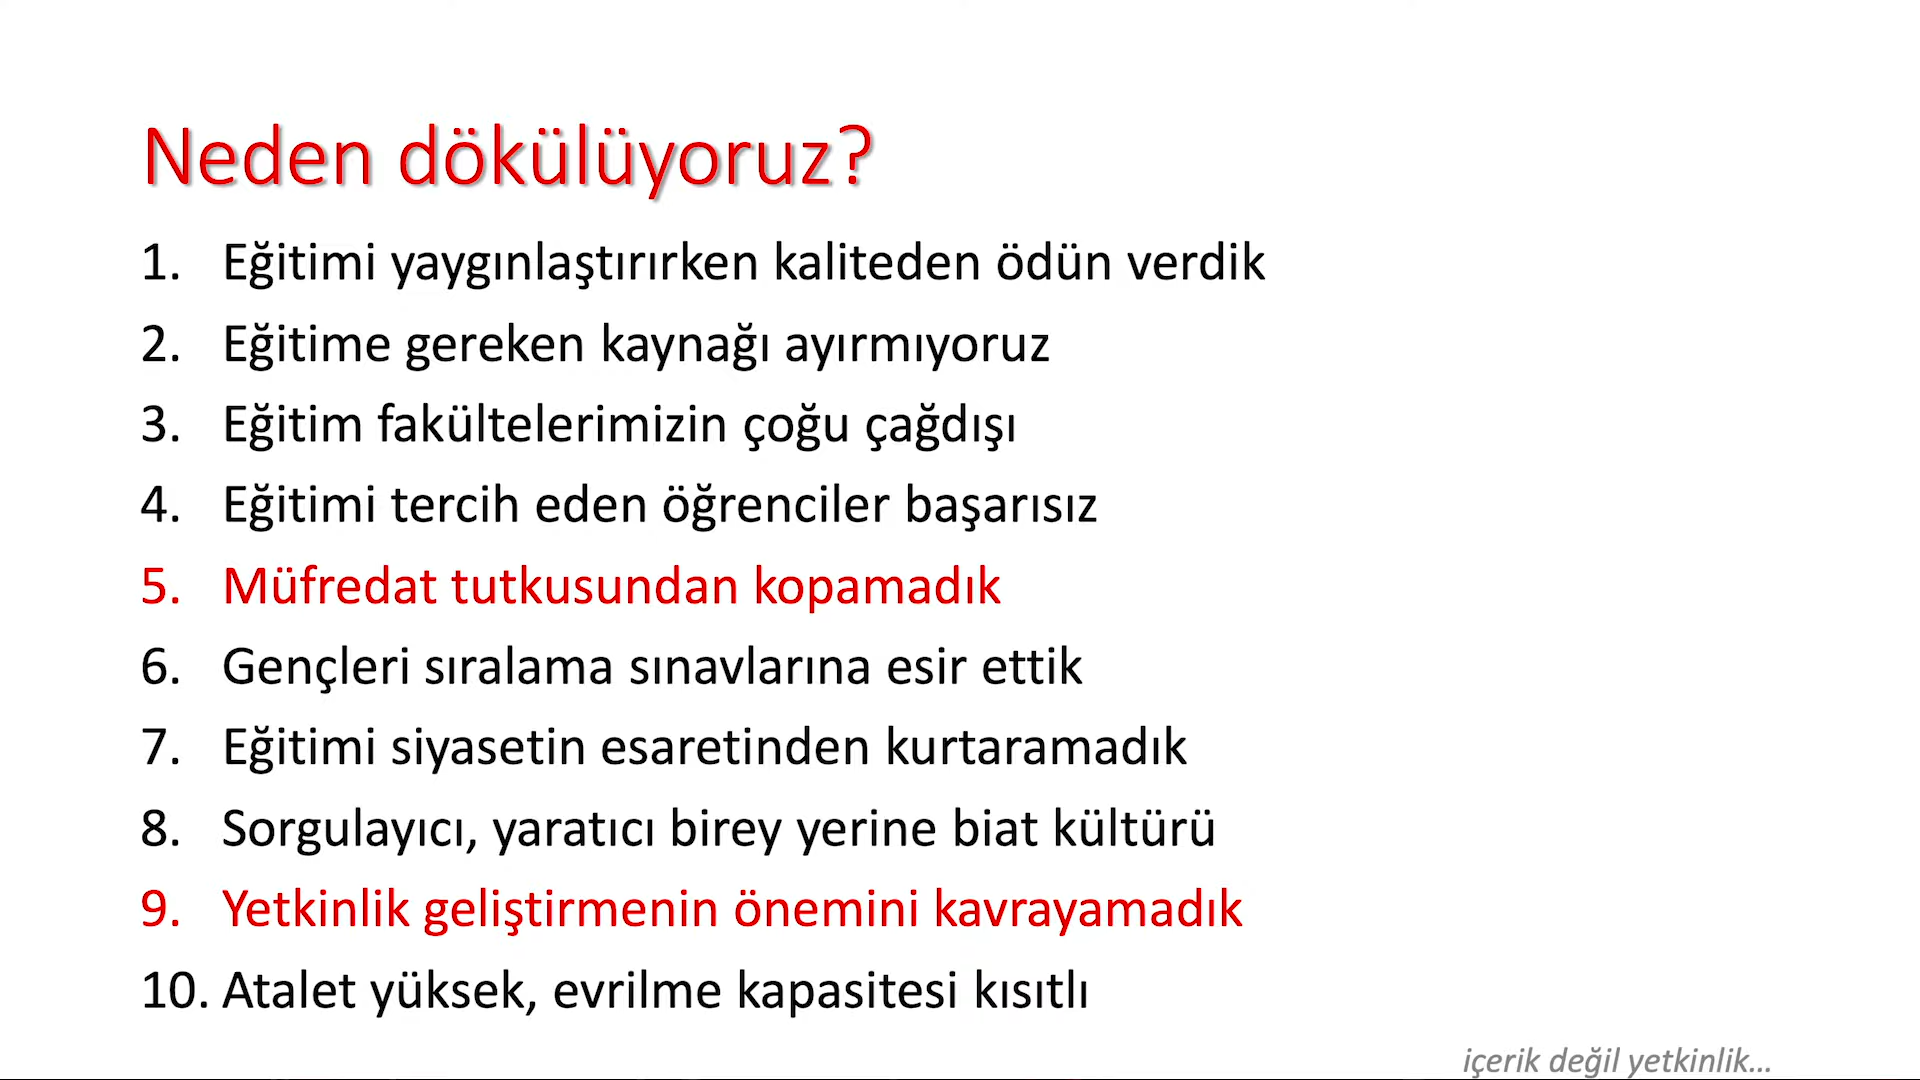 Neden dökülüyoruz?
1. Eğitimi yaygınlaştırırken kaliteden ödün verdik
2. Eğitime gereken kaynağı ayırmıyoruz
3. Eğitim fakültelerimizin çoğu çağdışı
4. Eğitimi tercih eden öğrenciler başarısız
5. Müfredat tutkusundan kopamadık
6. Gençleri sıralama sınavlarına esir ettik
7. Eğitimi siyasetin esaretinden kurtaramadık
8. Sorgulayıcı, yaratıcı birey yerine biat kültürü
9. Yetkinlik geliştirmenin önemini kavrayamadık
10. Atalet yüksek, evrilme kapasitesi kısıtlı
içerik değil yetkinlik...